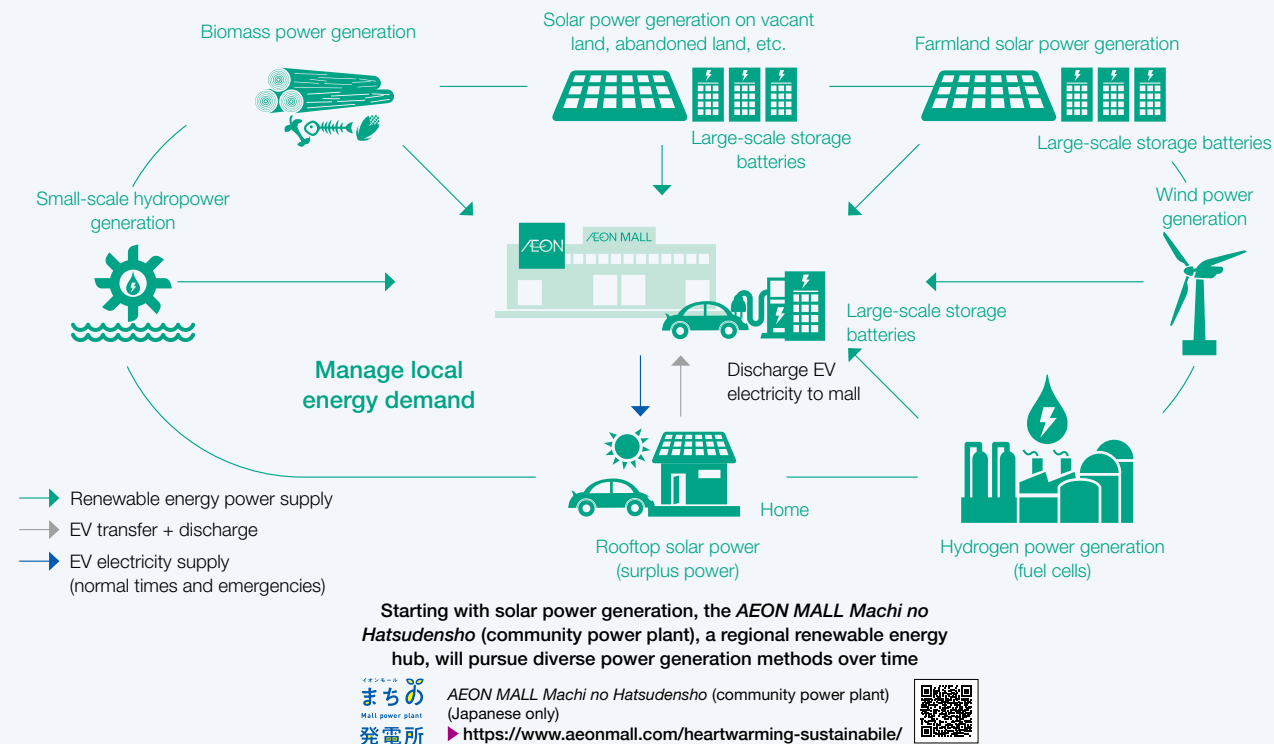 Biomass power generation
Solar power generation on vacant
land, abandoned land, etc.
Farmland solar power generation
Large-scale storage
batteries
Large-scale storage batteries
Small-scale hydropower
generation
Wind power
generation
ÆON
ÆON MALL
Large-scale storage
batteries
Manage local
energy demand
Discharge EV
electricity to mall
Home
Rooftop solar power
(surplus power)
Hydrogen power generation
(fuel cells)
Renewable energy power supply
EV transfer + discharge
EV electricity supply
(normal times and emergencies)
Starting with solar power generation, the AEON MALL Machi no
Hatsudensho (community power plant), a regional renewable energy
hub, will pursue diverse power generation methods over time
イオンモール
まちの
Mall power plant
発電所
AEON MALL Machi no Hatsudensho (community power plant)
(Japanese only)
https://www.aeonmall.com/heartwarming-sustainabile/